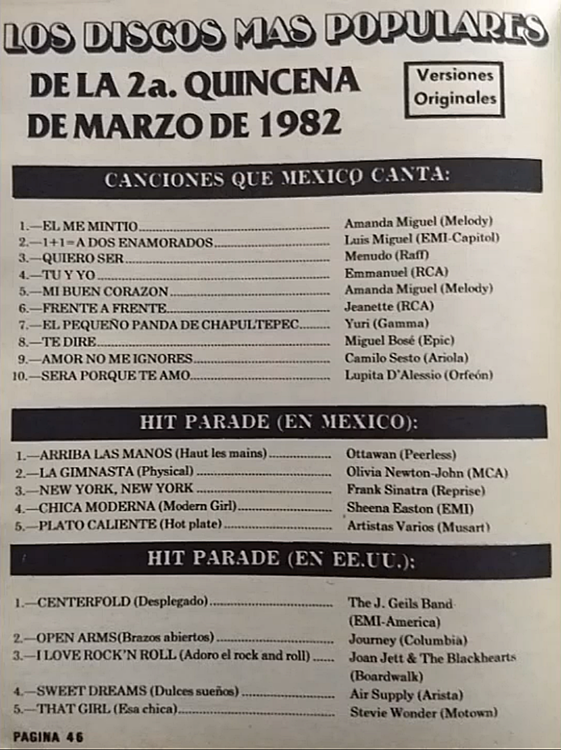 LOS DISCOS MAS POPULARES
DE LA 2a. QUINCENA
DE MARZO DE 1982
Versiones
Originales
CANCIONES QUE MEXICO CANTA:
1.—EL ME MINTIO........ Amanda Miguel (Melody)
2.—1+1=A DOS ENAMORADOS........ Luis Miguel (EMI-Capitol)
3.—QUIERO SER........ Menudo (Raff)
4.—TU Y YO........ Emmanuel (RCA)
5.—MI BUEN CORAZON........ Amanda Miguel (Melody)
6.—FRENTE A FRENTE........ Jeanette (RCA)
7.—EL PEQUEÑO PANDA DE CHAPULTEPEC........ Yuri (Gamma)
8.—TE DIRE........ Miguel Bosé (Epic)
9.—AMOR NO ME IGNORES........ Camilo Sesto (Ariola)
10.—SERA PORQUE TE AMO........ Lupita D'Alessio (Orfeón)
HIT PARADE (EN MEXICO):
1.—ARRIBA LAS MANOS (Haut les mains)........ Ottawan (Peerless)
2.—LA GIMNASTA (Physical)........ Olivia Newton-John (MCA)
3.—NEW YORK, NEW YORK........ Frank Sinatra (Reprise)
4.—CHICA MODERNA (Modern Girl)........ Sheena Easton (EMI)
5.—PLATO CALIENTE (Hot plate)........ Artistas Varios (Musart)
HIT PARADE (EN EE.UU.):
1.—CENTERFOLD (Desplegado)........ The J. Geils Band
(EMI-America)
2.—OPEN ARMS(Brazos abiertos)........ Journey (Columbia)
3.—I LOVE ROCK'N ROLL (Adoro el rock and roll)...... Joan Jett & The Blackhearts
(Boardwalk)
4.—SWEET DREAMS (Dulces sueños)........ Air Supply (Arista)
5.—THAT GIRL (Esa chica)........ Stevie Wonder (Motown)
PAGINA 46